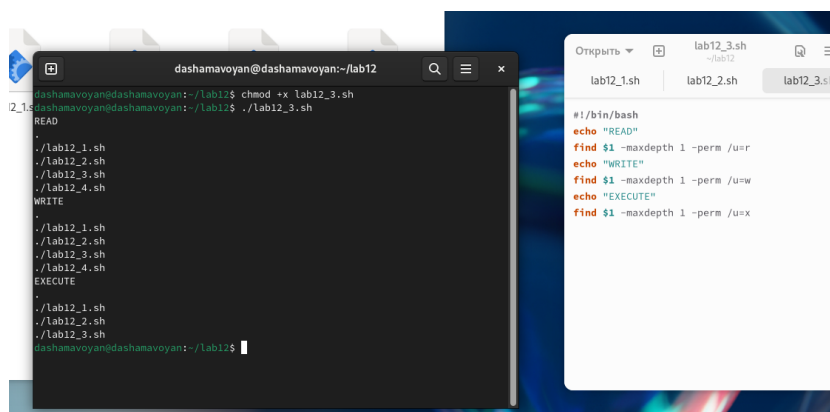 dashamavoyan@dashamavoyan:~/lab12
dashamavoyan@dashamavoyan:~/lab12$ chmod +x lab12_3.sh
dashamavoyan@dashamavoyan:~/lab12$ ./lab12_3.sh
READ
.
./lab12_1.sh
./lab12_2.sh
./lab12_3.sh
./lab12_4.sh
WRITE
.
./lab12_1.sh
./lab12_2.sh
./lab12_3.sh
./lab12_4.sh
EXECUTE
.
./lab12_1.sh
./lab12_2.sh
./lab12_3.sh
dashamavoyan@dashamavoyan:~/lab12$
Открыть
lab12_3.sh
~/lab12
lab12_1.sh lab12_2.sh lab12_3.s
#!/bin/bash
echo "READ"
find $1 -maxdepth 1 -perm /u=r
echo "WRITE"
find $1 -maxdepth 1 -perm /u=w
echo "EXECUTE"
find $1 -maxdepth 1 -perm /u=x